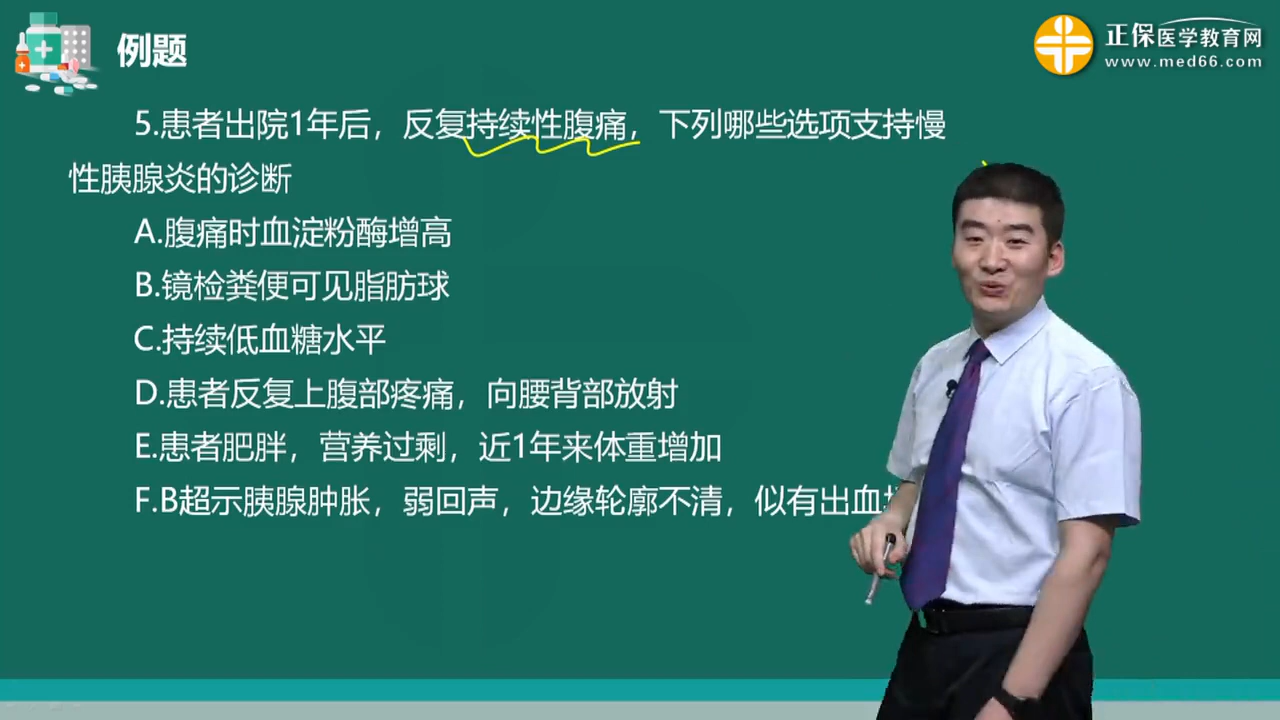 例题
正保医学教育网
www.med66.com
5.患者出院1年后，反复持续性腹痛，下列哪些选项支持慢
性胰腺炎的诊断
A.腹痛时血淀粉酶增高
B.镜检粪便可见脂肪球
C.持续低血糖水平
D.患者反复上腹部疼痛，向腰背部放射
E.患者肥胖，营养过剩，近1年来体重增加
F.B超示胰腺肿胀，弱回声，边缘轮廓不清，似有出血